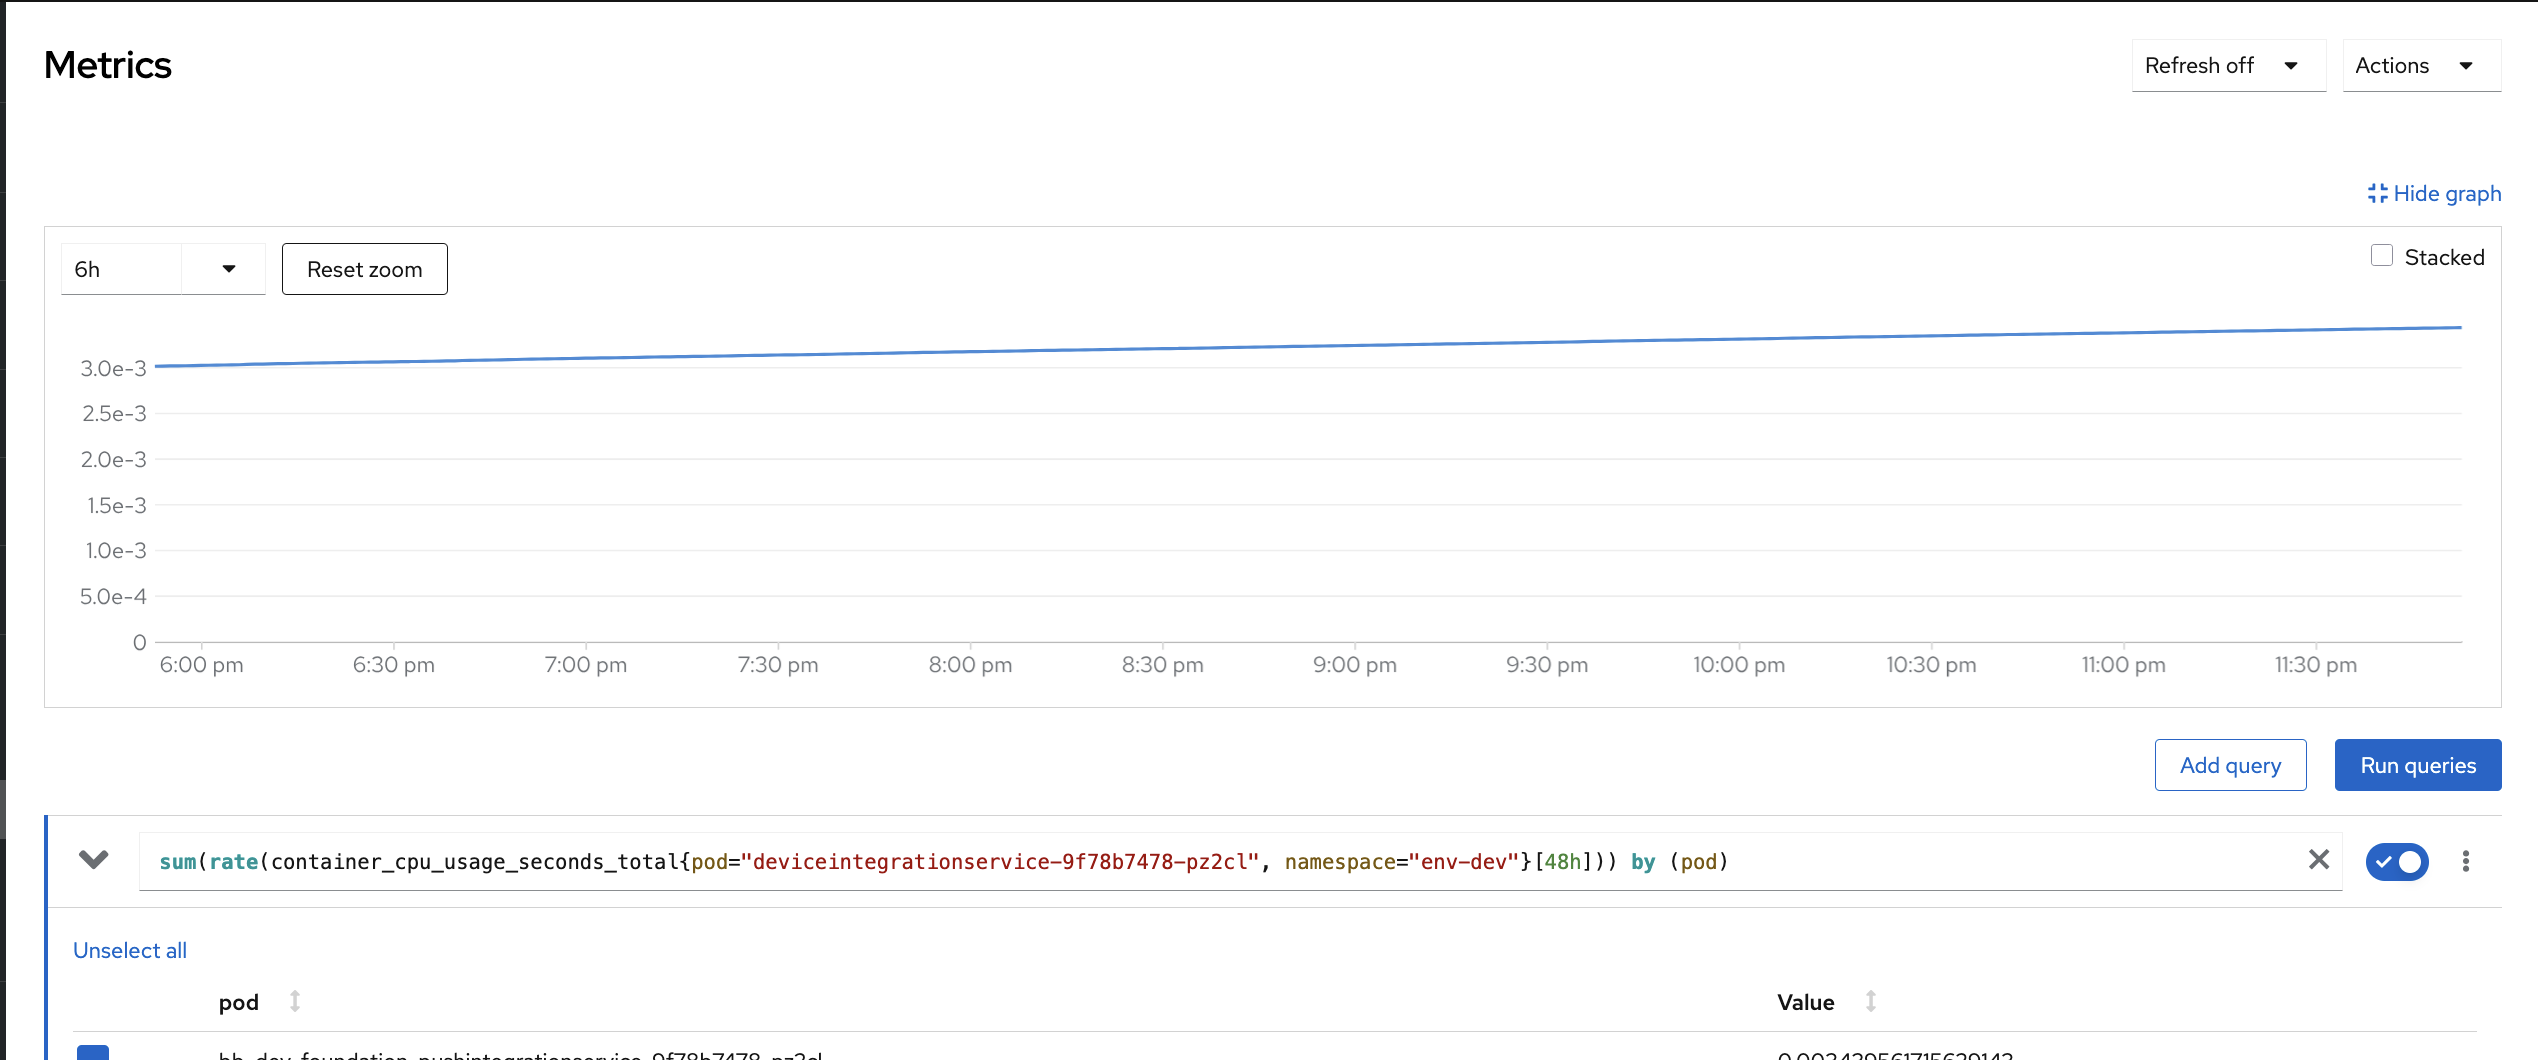 Metrics
Refresh off
Actions
Hide graph
6h
Reset zoom
Stacked
3.0e-3
2.5e-3
2.0e-3
1.5e-3
1.0e-3
5.0e-4
0
6:00 pm 6:30 pm 7:00 pm 7:30 pm 8:00 pm 8:30 pm 9:00 pm 9:30 pm 10:00 pm 10:30 pm 11:00 pm 11:30 pm
Add query
Run queries
sum(rate(container_cpu_usage_seconds_total{pod="deviceintegrationservice-9f78b7478-pz2cl", namespace="env-dev"}[48h])) by (pod)
Unselect all
pod Value